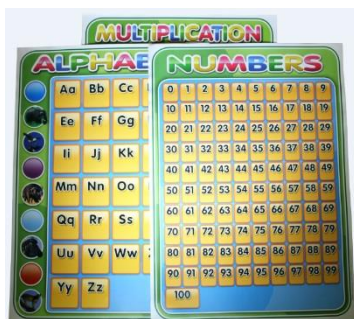 MULTIPLICATION
ALPHAB
Aa Bb Cc
Ee Ff Gg
Ii Jj Kk
Mm Nn Oo
Qq Rr Ss
Uu Vv Ww
Yy Zz
NUMBERS
0 1 2 3 4 5 6 7 8 9
10 11 12 13 14 15 16 17 18 19
20 21 22 23 24 25 26 27 28 29
30 31 32 33 34 35 36 37 38 39
40 41 42 43 44 45 46 47 48 49
50 51 52 53 54 55 56 57 58 59
60 61 62 63 64 65 66 67 68 69
70 71 72 73 74 75 76 77 78 79
80 81 82 83 84 85 86 87 88 89
90 91 92 93 94 95 96 97 98 99
100